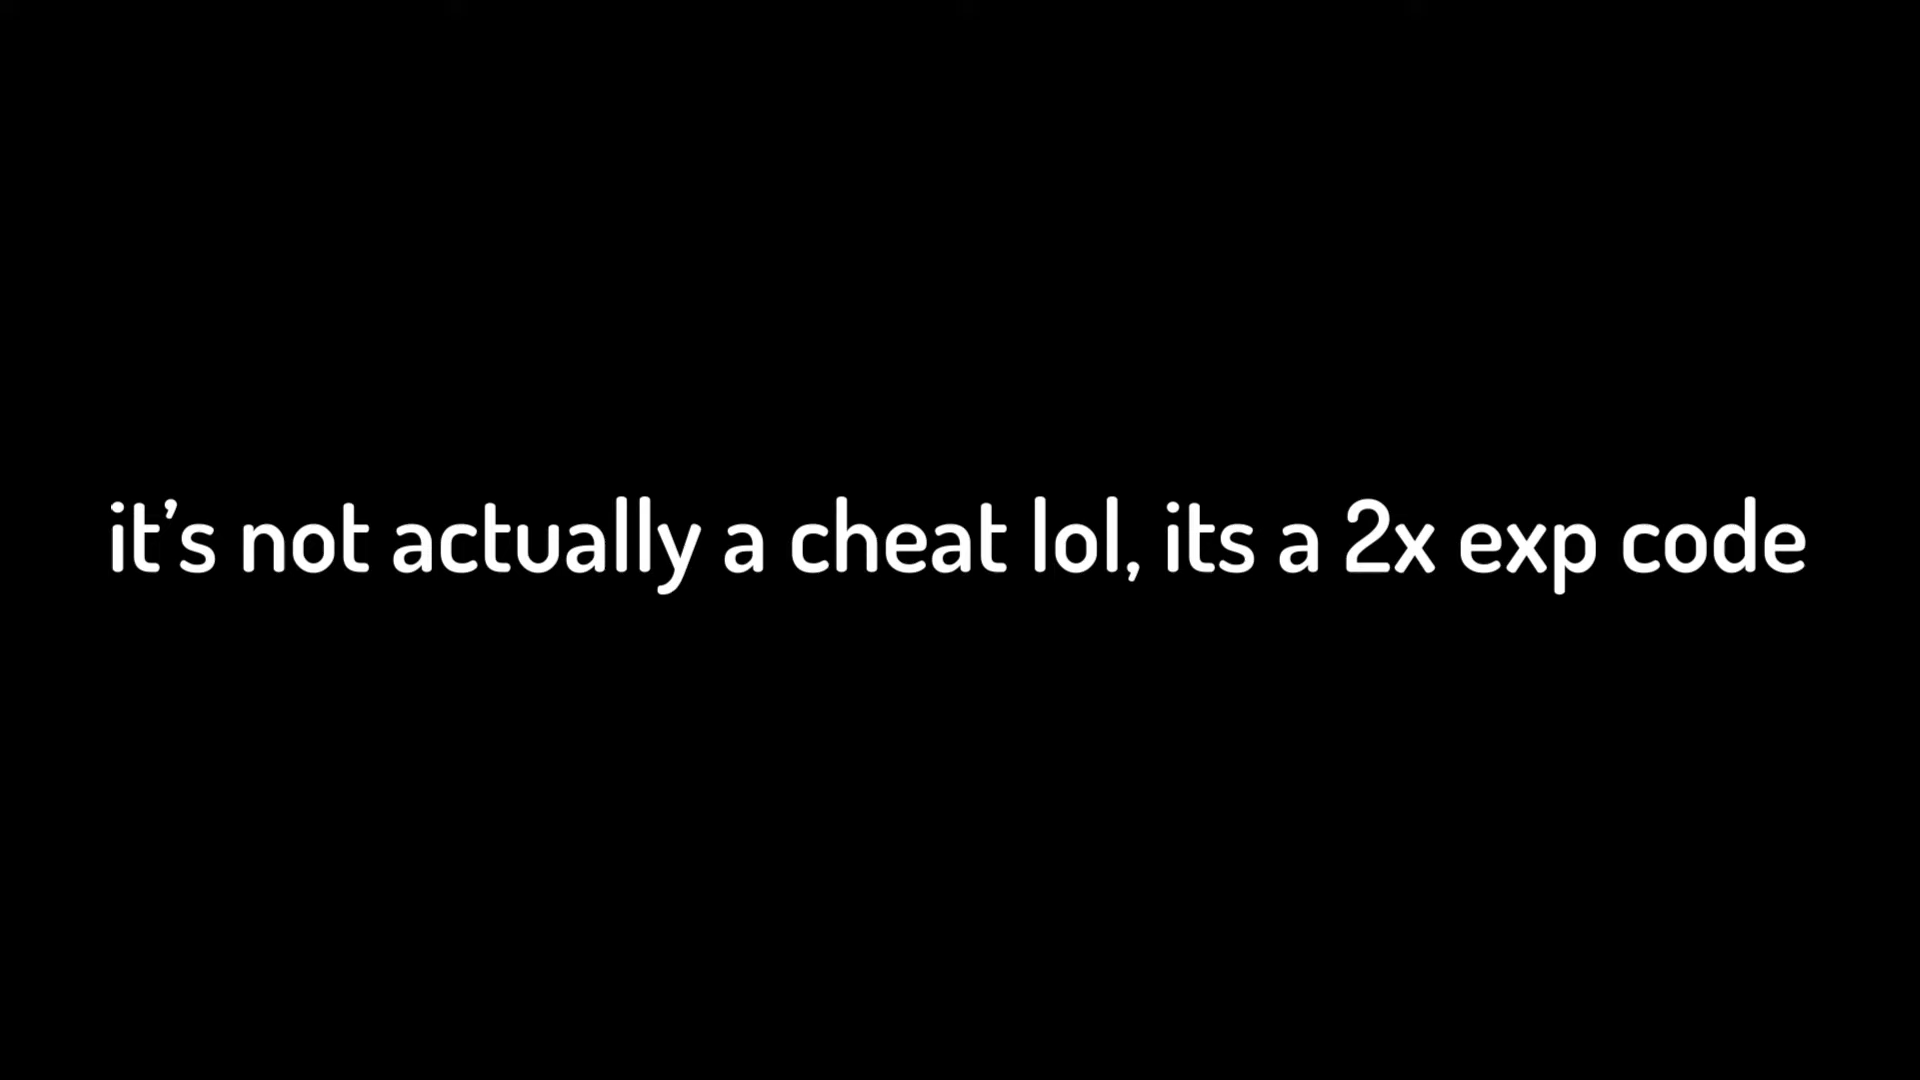 it’s not actually a cheat lol, its a 2x exp code